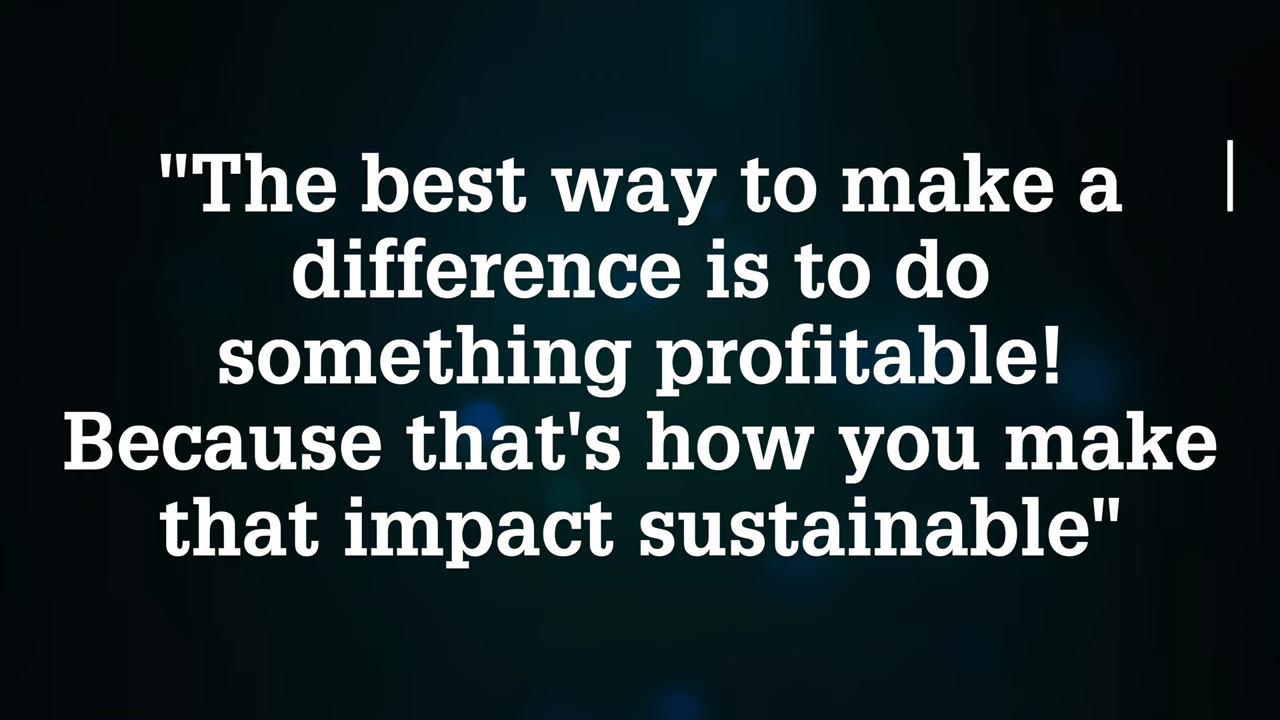 "The best way to make a
difference is to do
something profitable!
Because that's how you make
that impact sustainable"